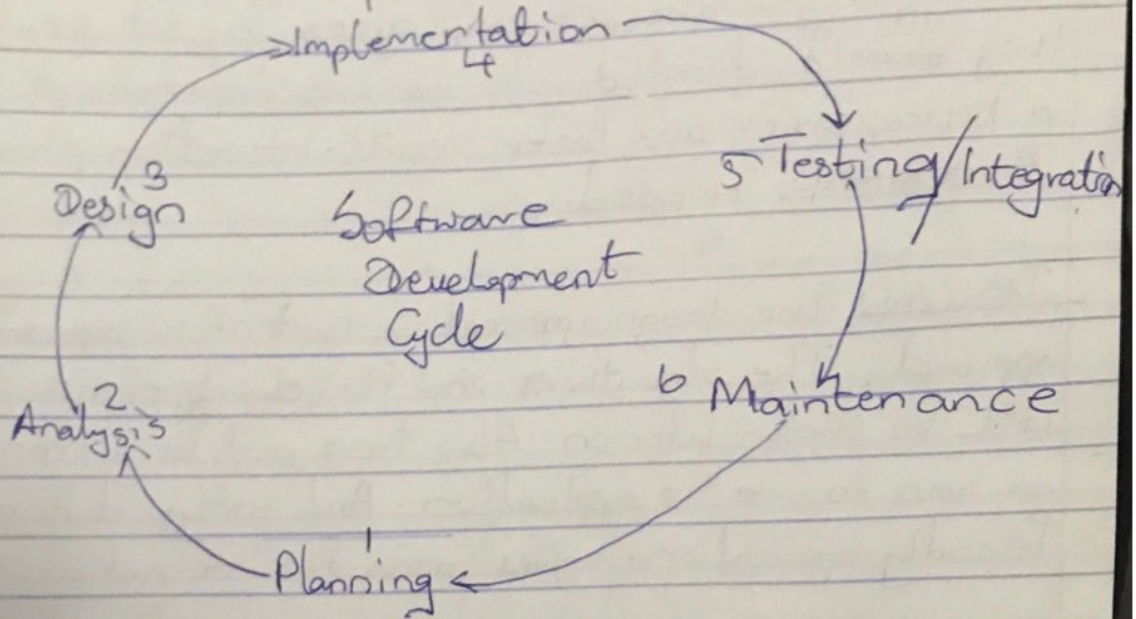 Implementation
4
5 Testing/Integration
3
Design
Software
Development
Cycle
6 Maintenance
2
Analysis
1
Planning